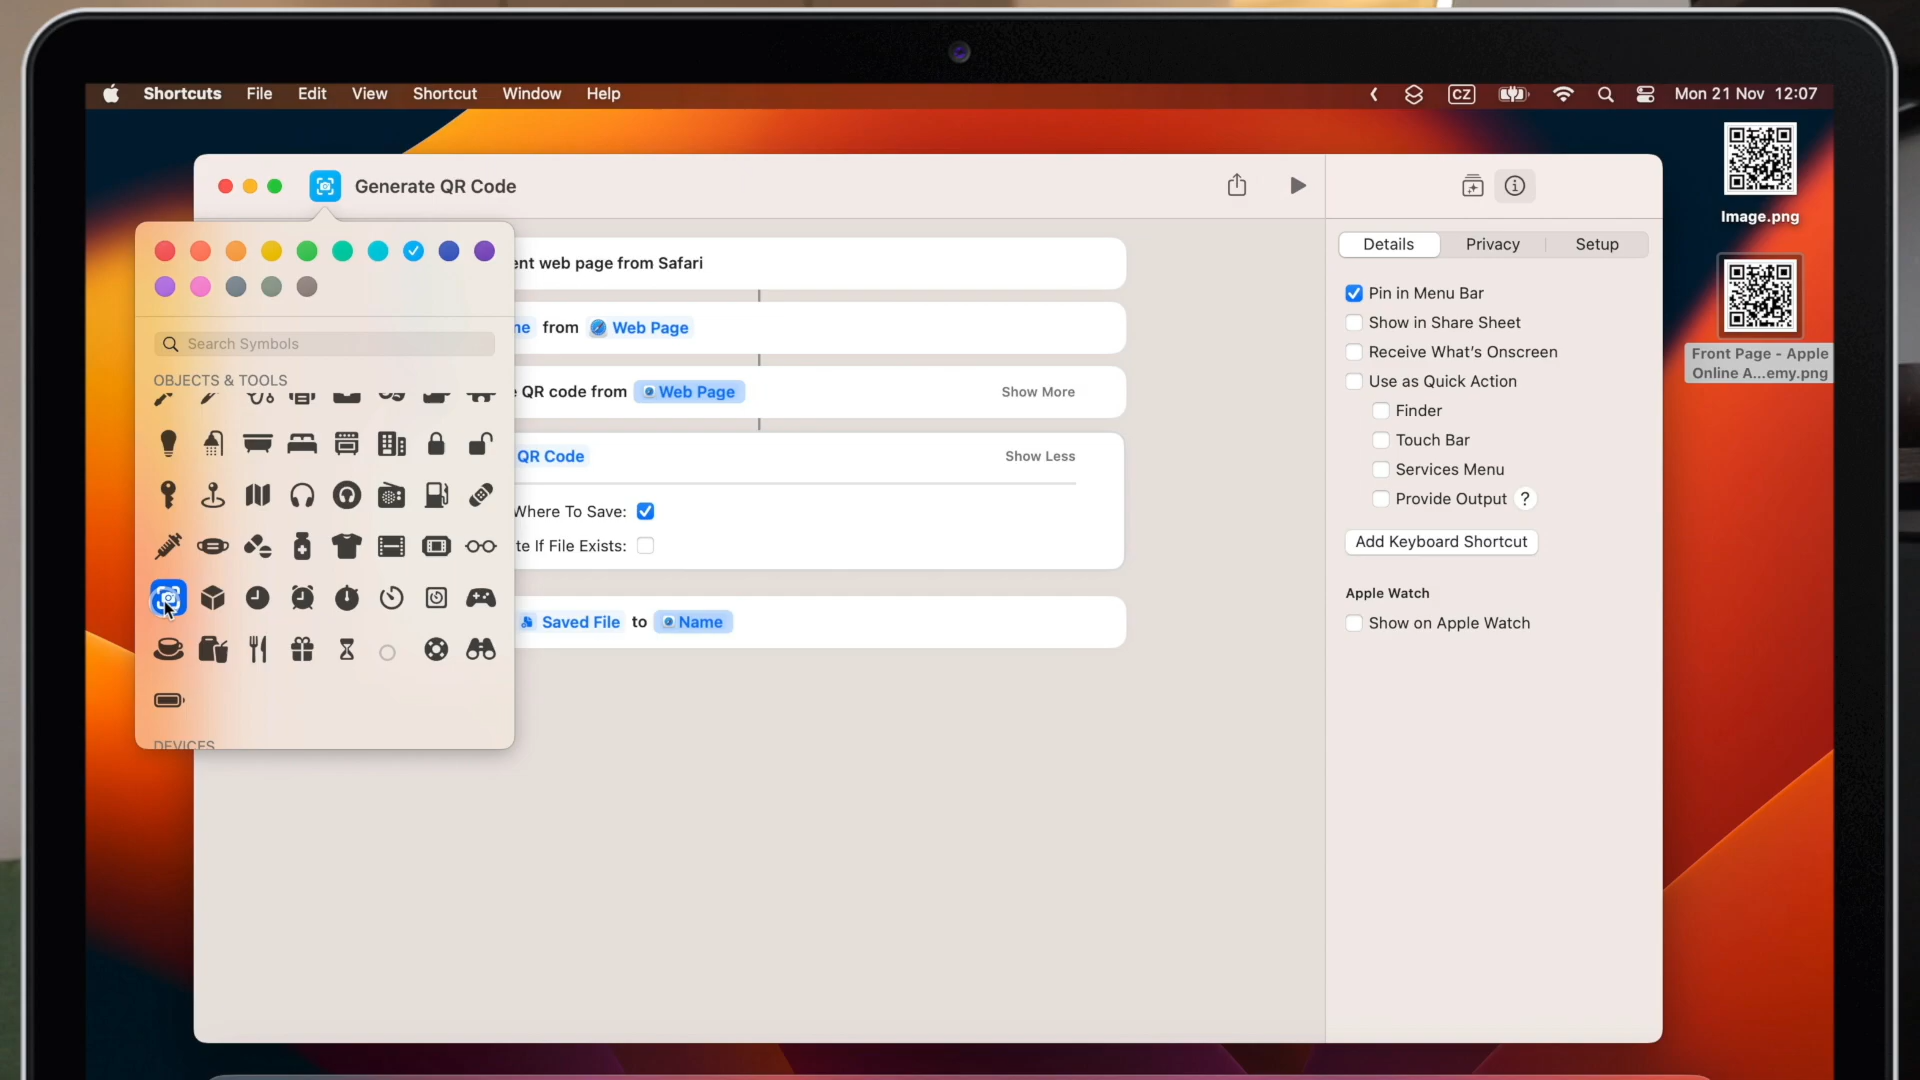 Shortcuts File Edit View Shortcut Window Help
CZ Mon 21 Nov 12:07
Generate QR Code
Image.png
Front Page - Apple
Online A...emy.png
Search Symbols
OBJECTS & TOOLS
DEVICES
ent web page from Safari
ne from Web Page
QR code from Web Page Show More
QR Code Show Less
Where To Save:
te If File Exists:
Saved File to Name
Details Privacy Setup
Pin in Menu Bar
Show in Share Sheet
Receive What's Onscreen
Use as Quick Action
Finder
Touch Bar
Services Menu
Provide Output ?
Add Keyboard Shortcut
Apple Watch
Show on Apple Watch